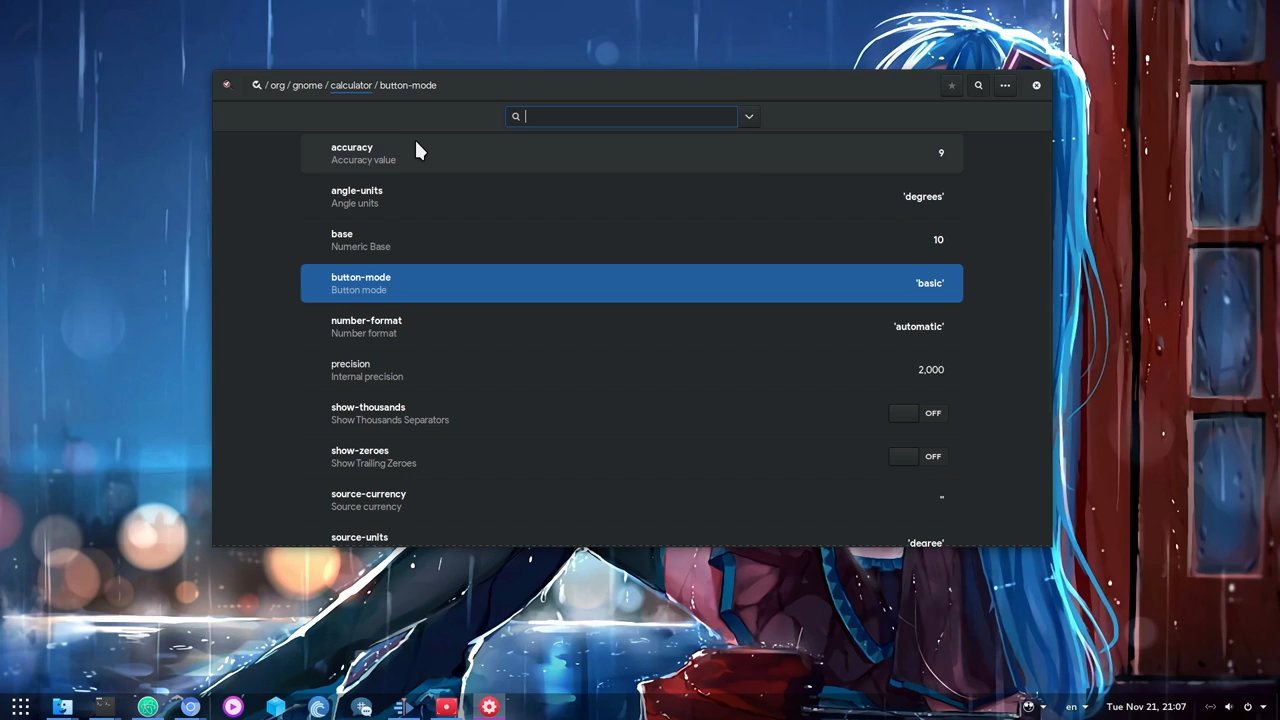 / org / gnome / calculator / button-mode
accuracy
Accuracy value
9
angle-units
Angle units
'degrees'
base
Numeric Base
10
button-mode
Button mode
'basic'
number-format
Number format
'automatic'
precision
Internal precision
2,000
show-thousands
Show Thousands Separators
OFF
show-zeroes
Show Trailing Zeroes
OFF
source-currency
Source currency
''
source-units
'degree'
en
Tue Nov 21, 21:07